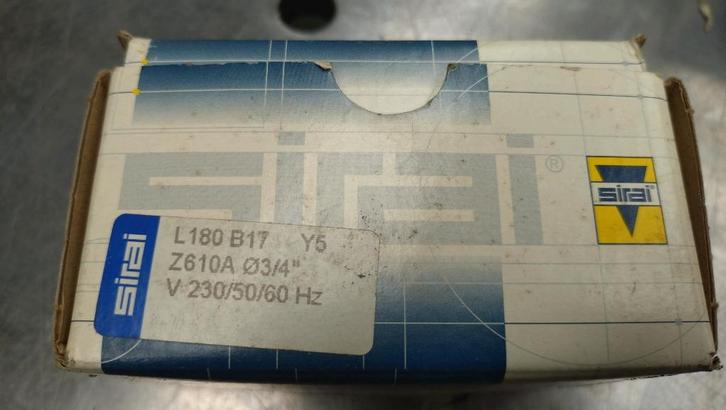 sirai®
sirai®
sirai
L180 B17 Y5
Z610A Ø3/4"
V 230/50/60 Hz